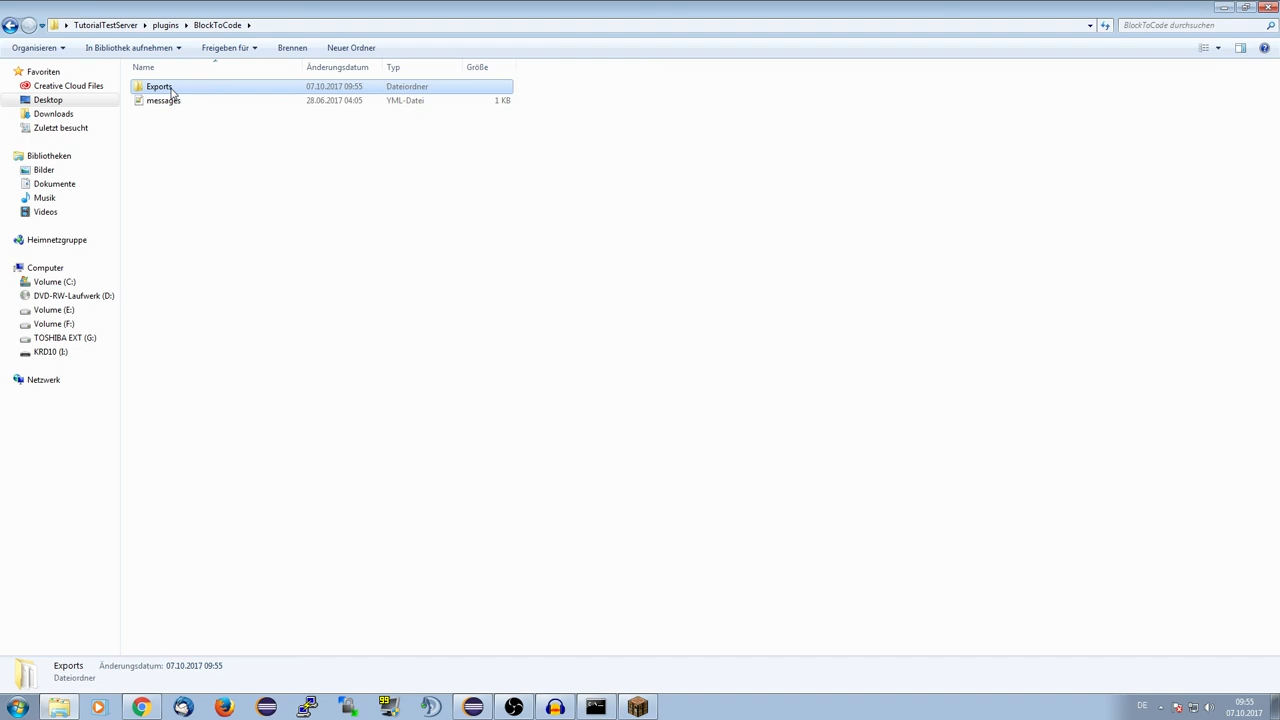 TutorialTestServer plugins BlockToCode BlockToCode durchsuchen
Organisieren In Bibliothek aufnehmen Freigeben für Brennen Neuer Ordner
Name Änderungsdatum Typ Größe
Exports 07.10.2017 09:55 Dateiordner
messages 28.06.2017 04:05 YML-Datei 1 KB
Favoriten
Creative Cloud Files
Desktop
Downloads
Zuletzt besucht
Bibliotheken
Bilder
Dokumente
Musik
Videos
Heimnetzgruppe
Computer
Volume (C:)
DVD-RW-Laufwerk (D:)
Volume (E:)
Volume (F:)
TOSHIBA EXT (G:)
KRD10 (I:)
Netzwerk
Exports Änderungsdatum: 07.10.2017 09:55
Dateiordner
99
DE 09:55
07.10.2017